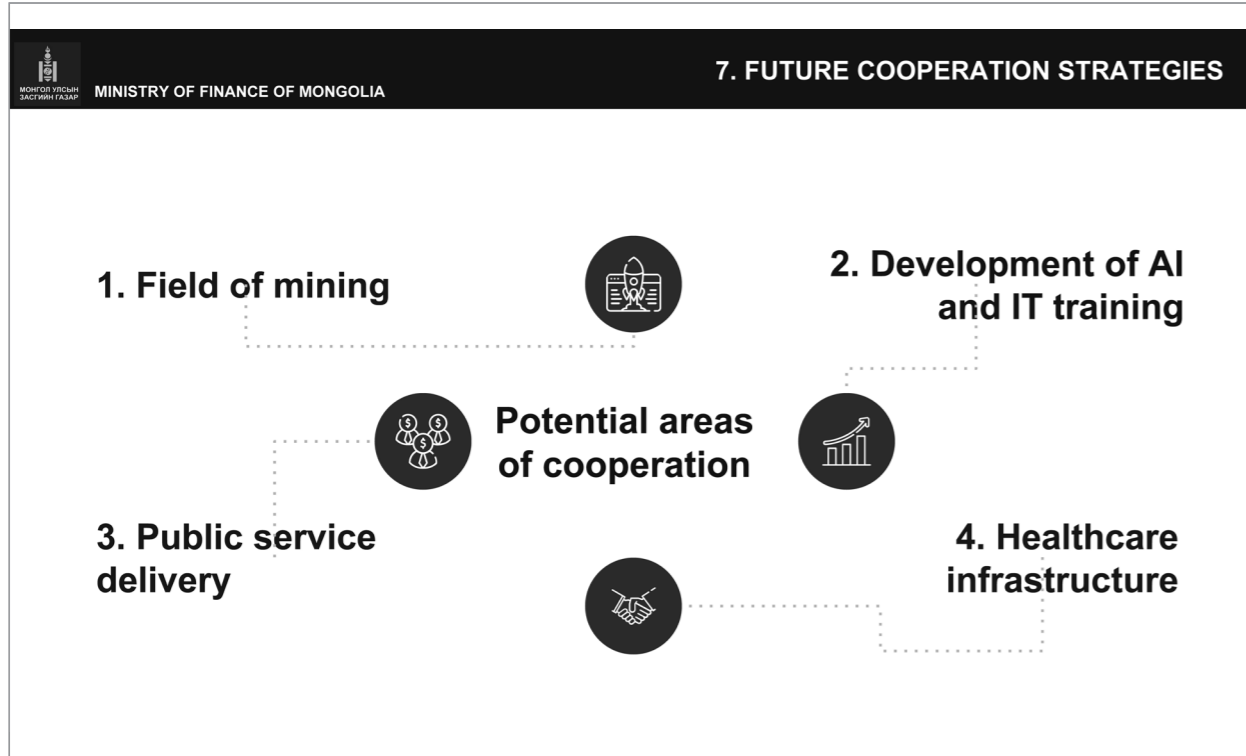 МОНГОЛ УЛСЫН
ЗАСГИЙН ГАЗАР
MINISTRY OF FINANCE OF MONGOLIA
7. FUTURE COOPERATION STRATEGIES
1. Field of mining
2. Development of AI
and IT training
Potential areas
of cooperation
3. Public service
delivery
4. Healthcare
infrastructure